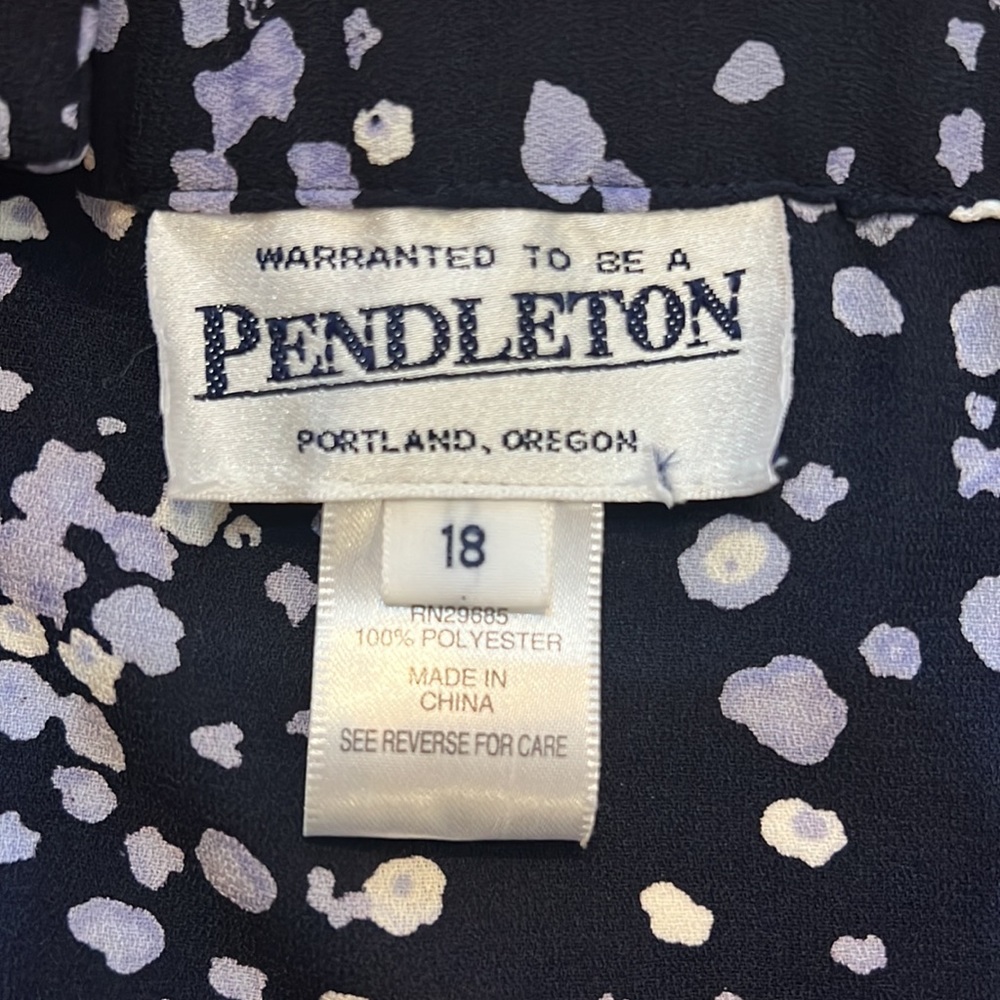 WARRANTED TO BE A
PENDLETON
PORTLAND, OREGON
18
RN29685
100% POLYESTER
MADE IN
CHINA
SEE REVERSE FOR CARE